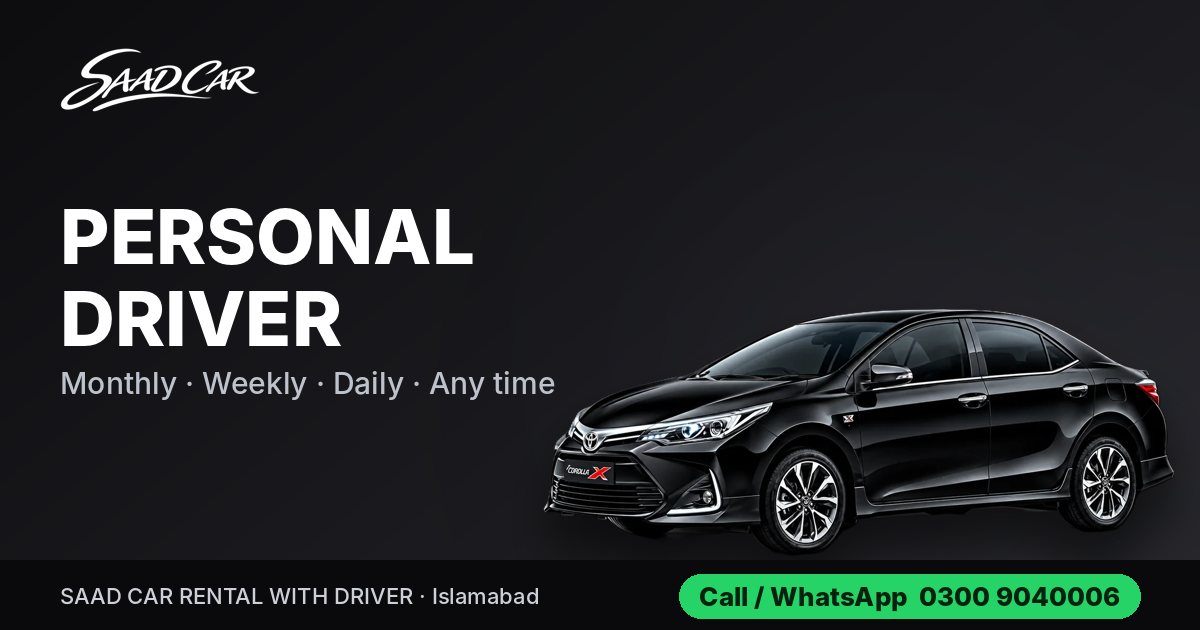 SAAD CAR
PERSONAL
DRIVER
Monthly · Weekly · Daily · Any time
COROLLA X
X
SAAD CAR RENTAL WITH DRIVER · Islamabad
Call / WhatsApp 0300 9040006